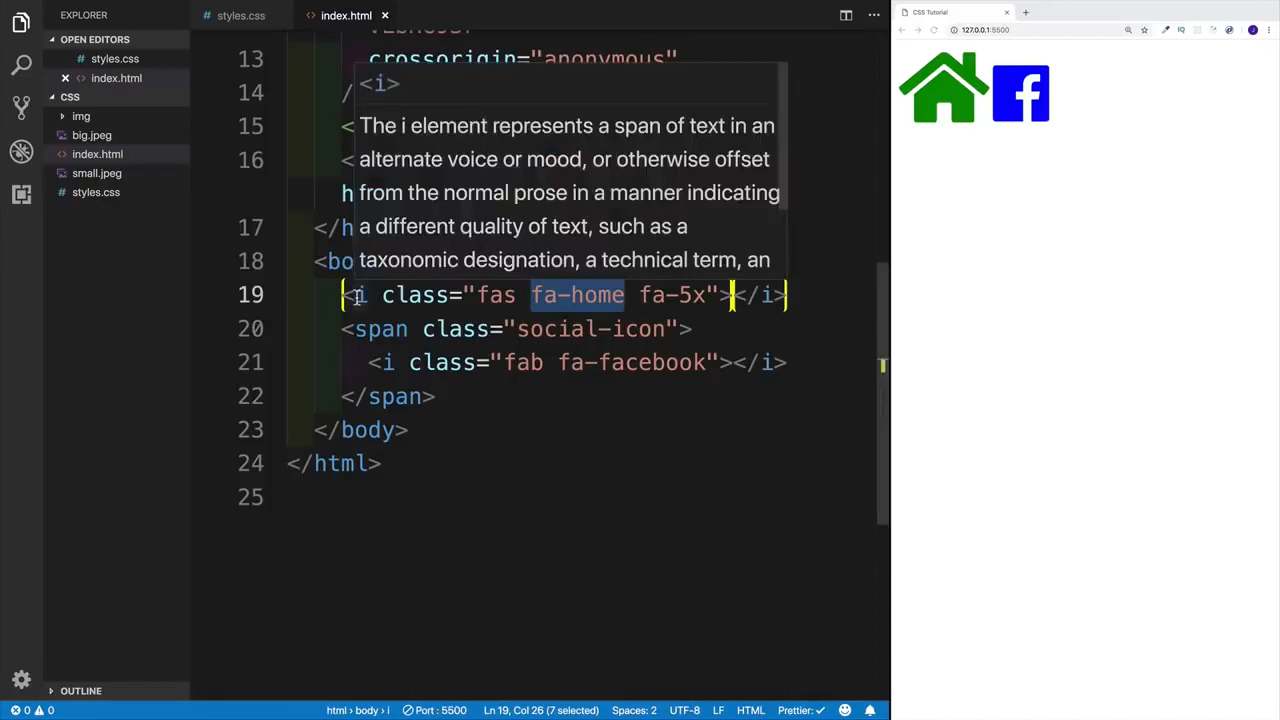 EXPLORER
OPEN EDITORS
# styles.css
× <> index.html
CSS
img
big.jpeg
<> index.html
small.jpeg
# styles.css
OUTLINE
# styles.css
<> index.html ×
13 crossorigin="anonymous"
14 /
15 <
16 <
h
17 </h
18 <bo
19 <i class="fas fa-home fa-5x"></i>
20 <span class="social-icon">
21 <i class="fab fa-facebook"></i>
22 </span>
23 </body>
24 </html>
25
<i>
The i element represents a span of text in an
alternate voice or mood, or otherwise offset
from the normal prose in a manner indicating
a different quality of text, such as a
taxonomic designation, a technical term, an
0 0
html › body › i
Port : 5500
Ln 19, Col 26 (7 selected)
Spaces: 2
UTF-8
LF
HTML
Prettier: ✓
CSS Tutorial
127.0.0.1:5500